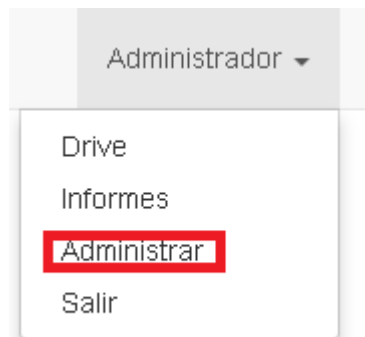 Administrador
Drive
Informes
Administrar
Salir